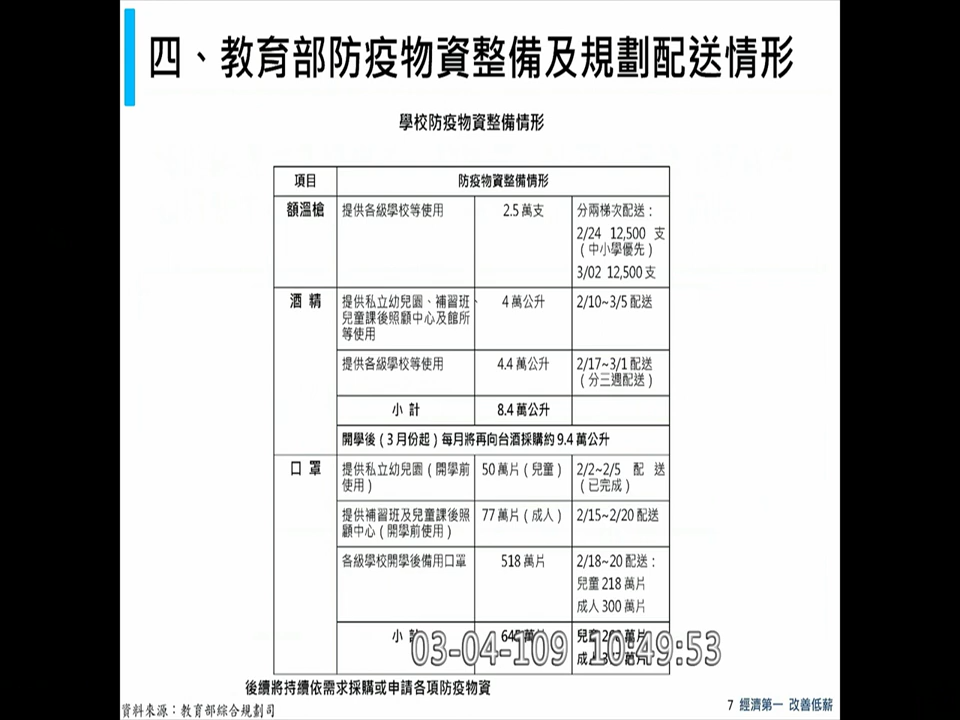 四、教育部防疫物資整備及規劃配送情形
學校防疫物資整備情形
項目 防疫物資整備情形
額溫槍 提供各級學校等使用 2.5 萬支 分兩梯次配送：
2/24 12,500 支
（中小學優先）
3/02 12,500 支
酒 精 提供私立幼兒園、補習班、 4 萬公升 2/10~3/5 配送
兒童課後照顧中心及館所
等使用
提供各級學校等使用 4.4 萬公升 2/17~3/1 配送
（分三週配送）
小 計 8.4 萬公升
開學後（3 月份起）每月將再向台酒採購約 9.4 萬公升
口 罩 提供私立幼兒園（開學前 50 萬片（兒童） 2/2~2/5 配 送
使用） （已完成）
提供補習班及兒童課後照 77 萬片（成人） 2/15~2/20 配送
顧中心（開學前使用）
各級學校開學後備用口罩 518 萬片 2/18~20 配送：
兒童 218 萬片
成人 300 萬片
小 計
03-04-109 10:49:53
後續將持續依需求採購或申請各項防疫物資
資料來源：教育部綜合規劃司
7 經濟第一 改善低薪